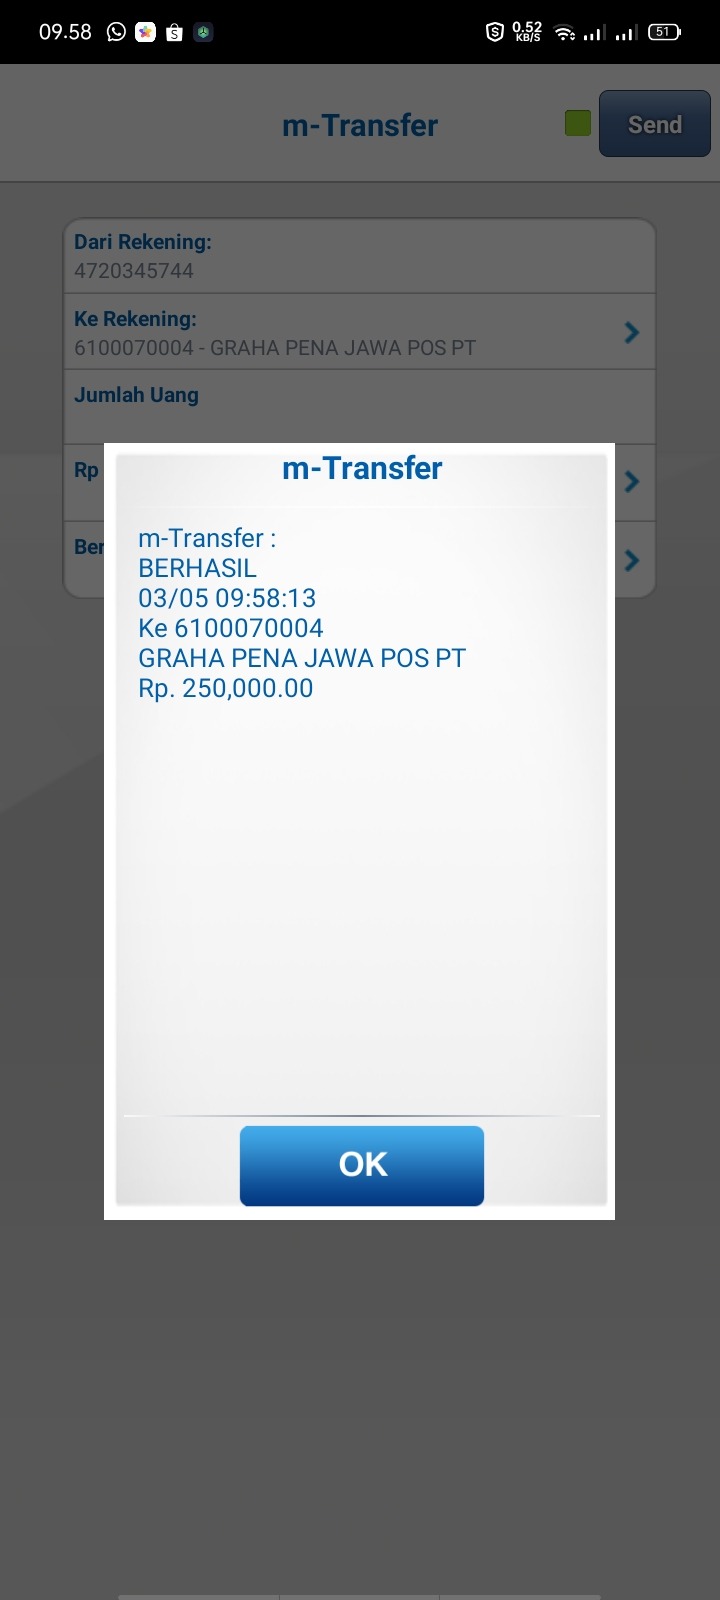 09.58
0.52
KB/S
51
m-Transfer
Send
Dari Rekening:
4720345744
Ke Rekening:
6100070004 - GRAHA PENA JAWA POS PT
Jumlah Uang
Rp
Ber
m-Transfer
m-Transfer :
BERHASIL
03/05 09:58:13
Ke 6100070004
GRAHA PENA JAWA POS PT
Rp. 250,000.00
OK